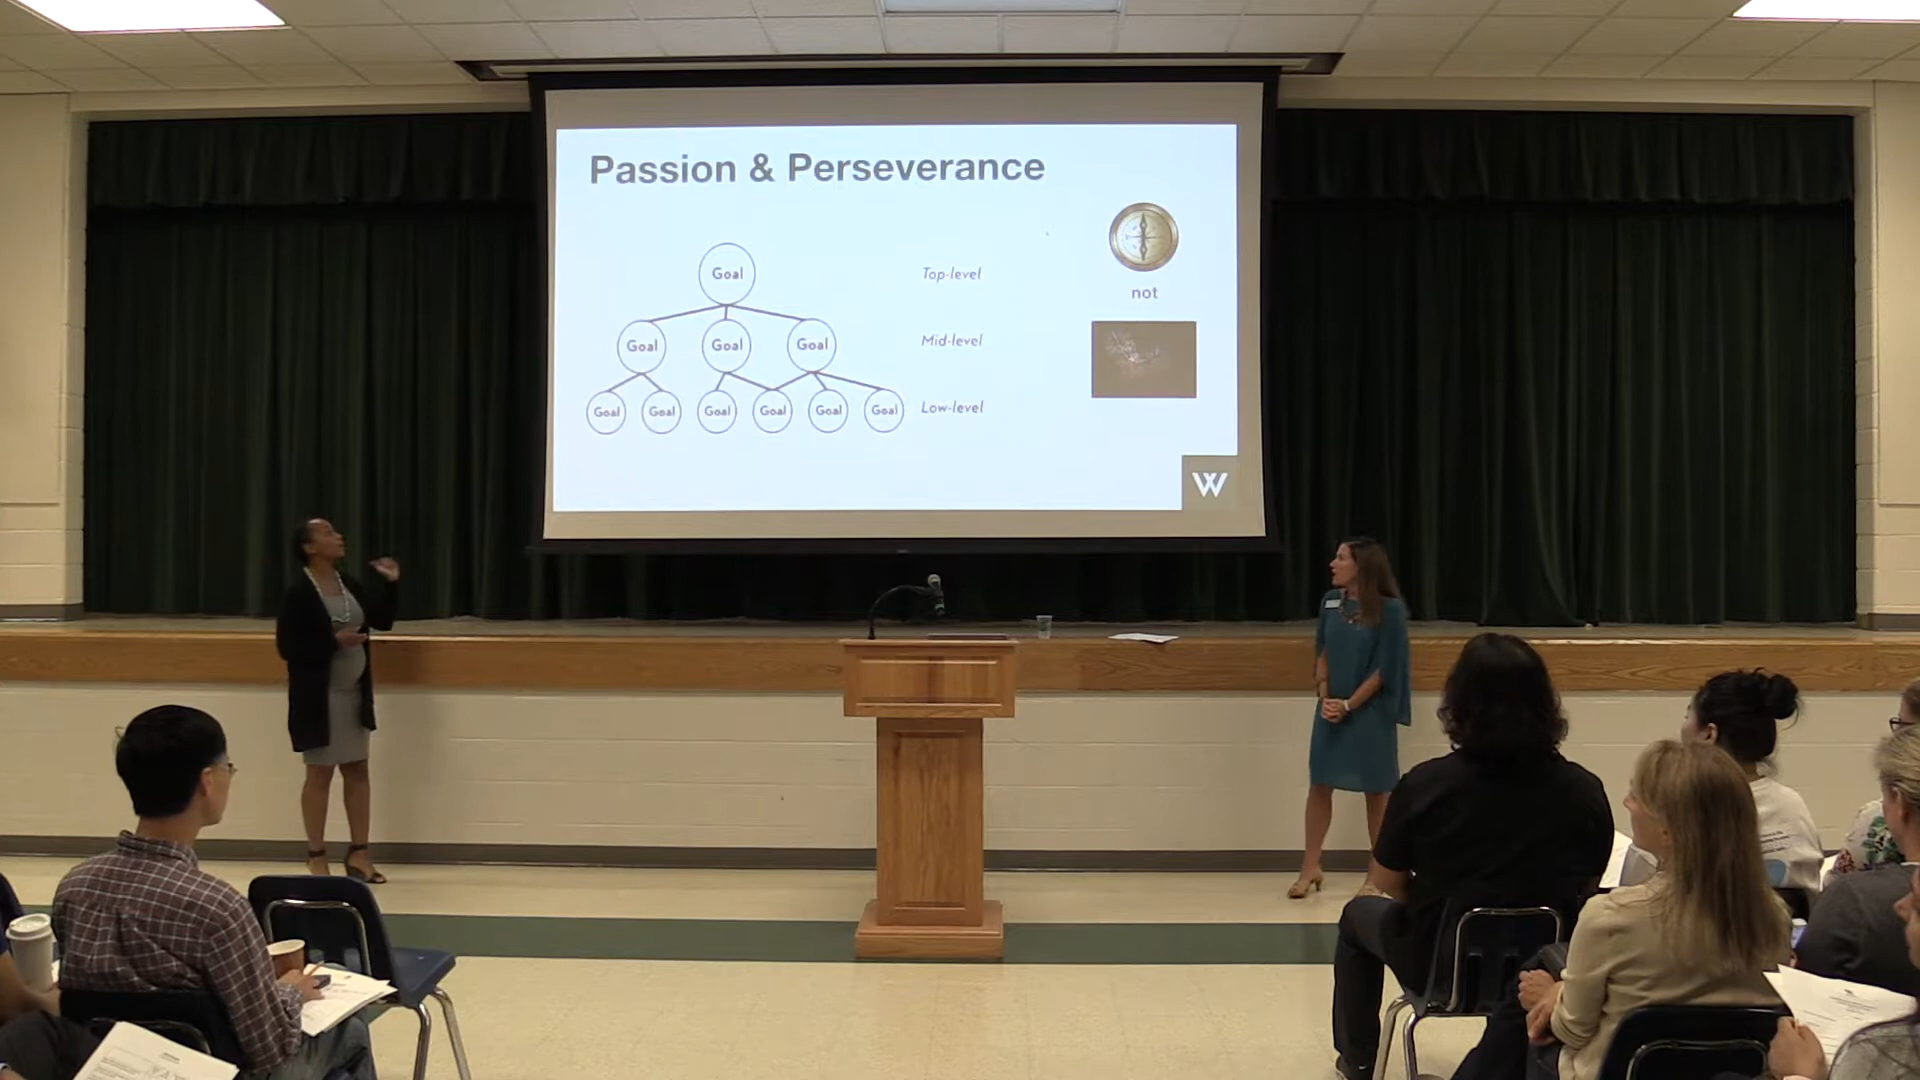 Passion & Perseverance
Goal
Top-level
Goal Goal Goal
Mid-level
Goal Goal Goal Goal Goal Goal
Low-level
not
W